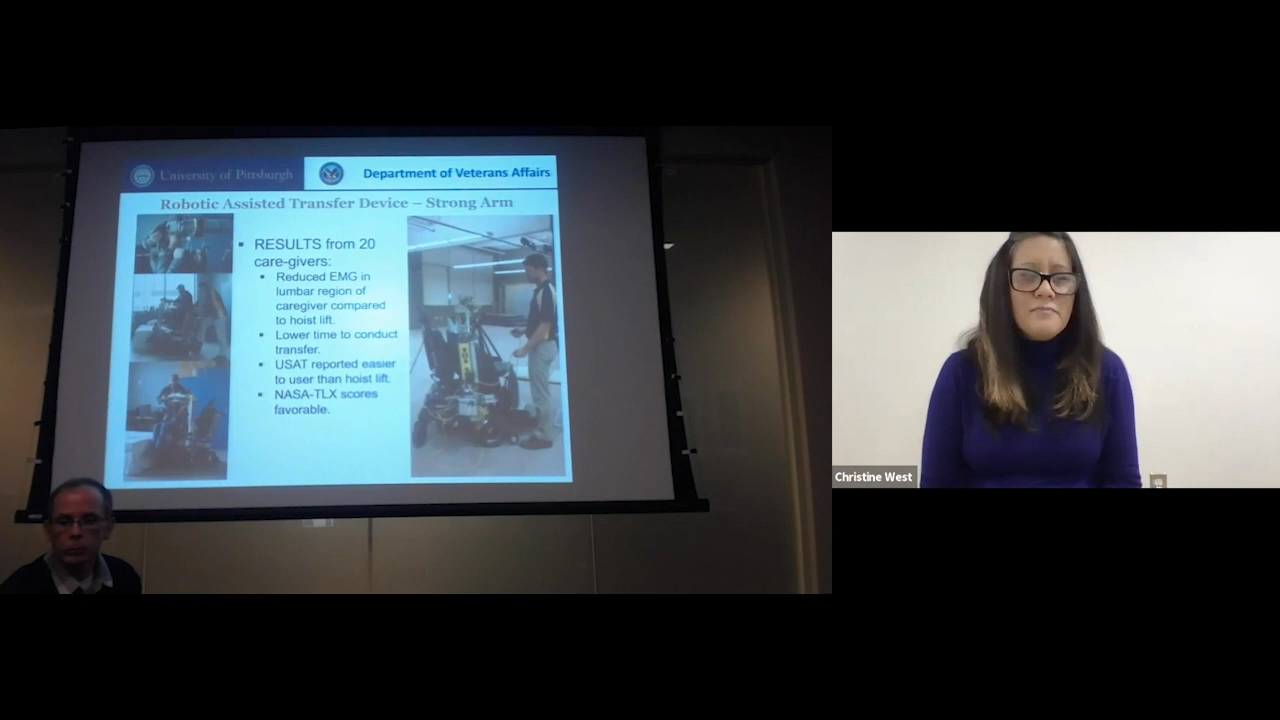 University of Pittsburgh
Department of Veterans Affairs
Robotic Assisted Transfer Device – Strong Arm
▪ RESULTS from 20
care-givers:
▪ Reduced EMG in
lumbar region of
caregiver compared
to hoist lift.
▪ Lower time to conduct
transfer.
▪ USAT reported easier
to user than hoist lift.
▪ NASA-TLX scores
favorable.
Christine West